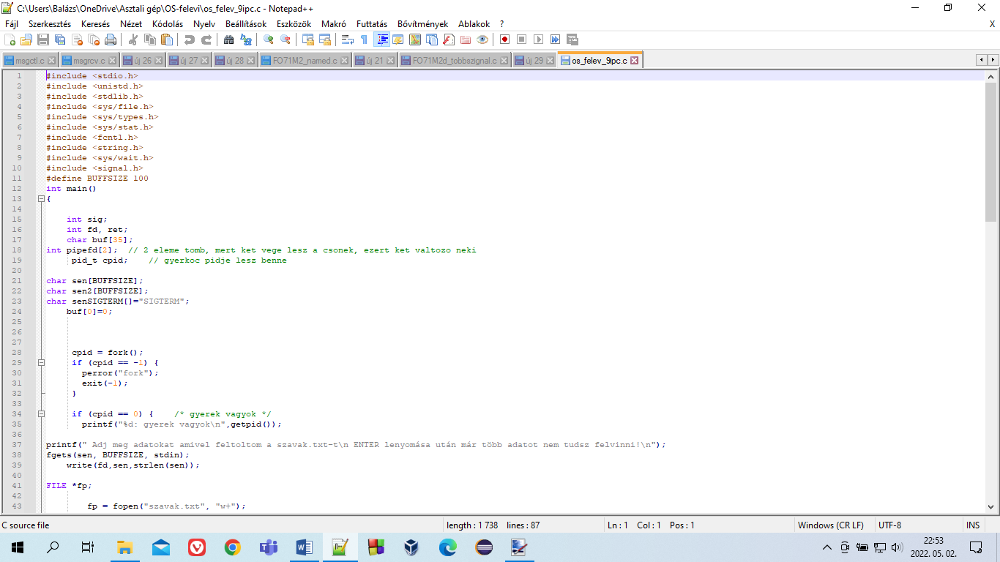 C:\Users\Balázs\OneDrive\Asztali gép\OS-felevi\os_felev_9ipc.c - Notepad++
Fájl Szerkesztés Keresés Nézet Kódolás Nyelv Beállítások Eszközök Makró Futtatás Bővítmények Ablakok ? X
msgctl.c msgrcv.c új 26 új 27 új 28 FO71M2_named.c új 21 FO71M2d_tobbszignal.c új 29 os_felev_9ipc.c
1 #include <stdio.h>
2 #include <unistd.h>
3 #include <stdlib.h>
4 #include <sys/file.h>
5 #include <sys/types.h>
6 #include <sys/stat.h>
7 #include <fcntl.h>
8 #include <string.h>
9 #include <sys/wait.h>
10 #include <signal.h>
11 #define BUFFSIZE 100
12 int main()
13 {
14
15 int sig;
16 int fd, ret;
17 char buf[35];
18 int pipefd[2]; // 2 eleme tomb, mert ket vege lesz a csonek, ezert ket valtozo neki
19 pid_t cpid; // gyerkoc pidje lesz benne
20
21 char sen[BUFFSIZE];
22 char sen2[BUFFSIZE];
23 char senSIGTERM[]="SIGTERM";
24 buf[0]=0;
25
26
27
28 cpid = fork();
29 if (cpid == -1) {
30 perror("fork");
31 exit(-1);
32 }
33
34 if (cpid == 0) { /* gyerek vagyok */
35 printf("%d: gyerek vagyok\n",getpid());
36
37 printf(" Adj meg adatokat amivel feltoltom a szavak.txt-t\n ENTER lenyomása után már több adatot nem tudsz felvinni!\n");
38 fgets(sen, BUFFSIZE, stdin);
39 write(fd,sen,strlen(sen));
40
41 FILE *fp;
42
43 fp = fopen("szavak.txt", "w+");
C source file length : 1 738 lines : 87 Ln : 1 Col : 1 Pos : 1 Windows (CR LF) UTF-8 INS
22:53
2022. 05. 02.